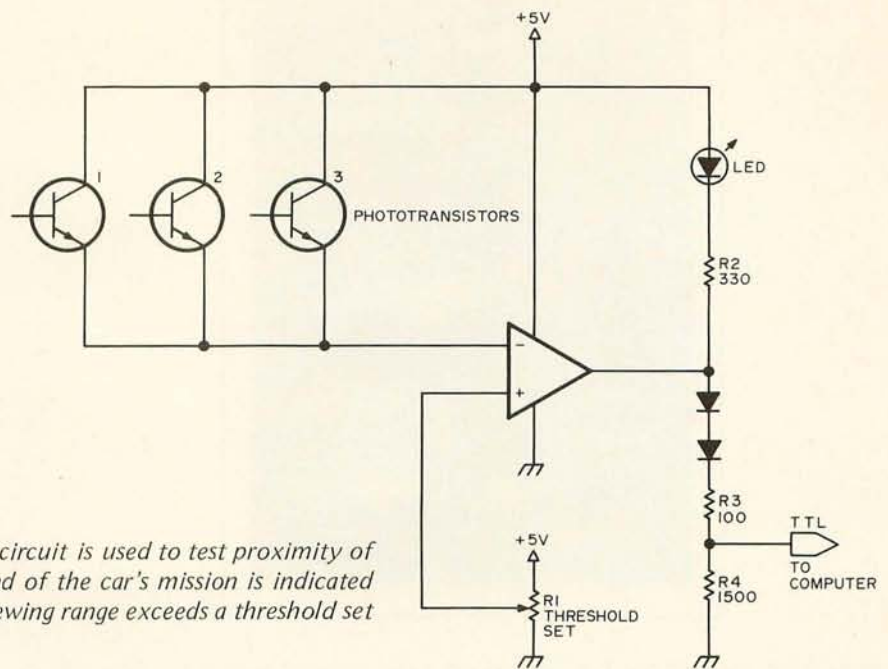 +5V
1
2
3
PHOTOTRANSISTORS
LED
R2
330
-
+
R3
100
TTL
TO
COMPUTER
R4
1500
+5V
R1
THRESHOLD
SET
circuit is used to test proximity of
d of the car's mission is indicated
ewing range exceeds a threshold set